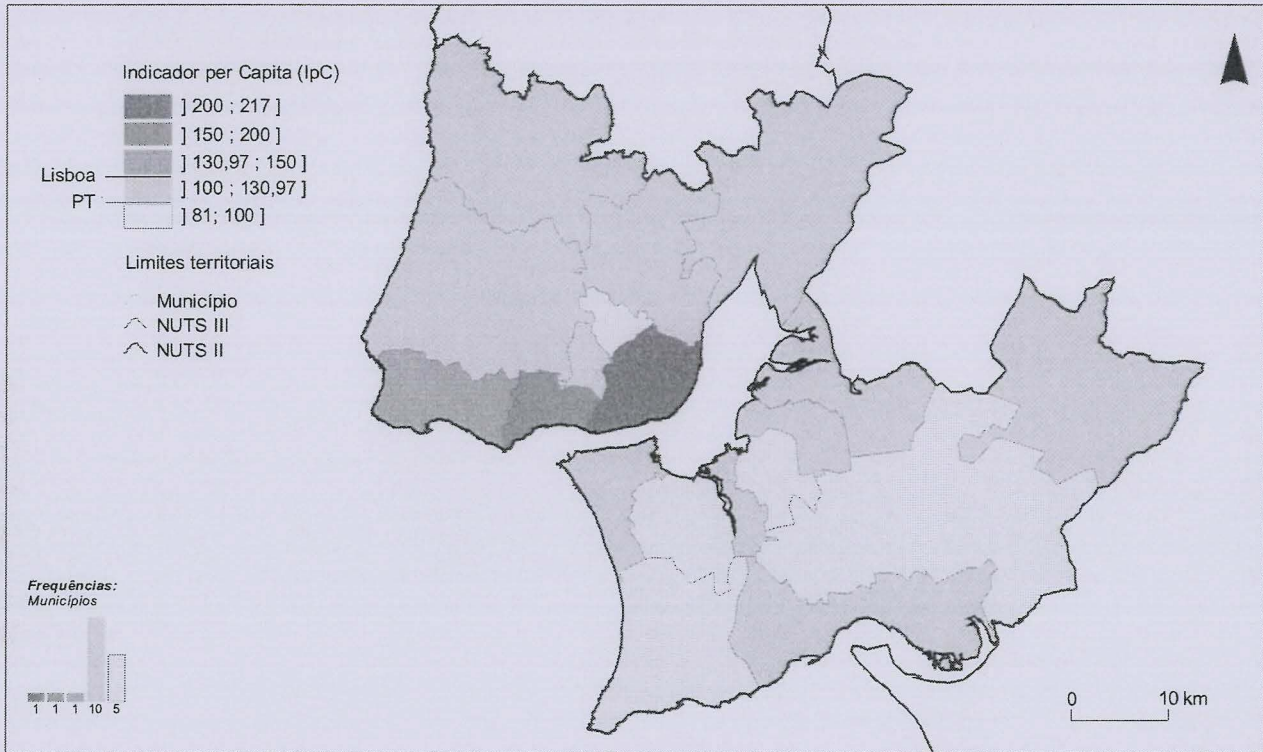 Indicador per Capita (IpC)
] 200 ; 217 ]
] 150 ; 200 ]
] 130,97 ; 150 ]
Lisboa
] 100 ; 130,97]
PT
] 81; 100 ]
Limites territoriais
Município
NUTS III
NUTS II
Frequências:
Municípios
1 1 1 10 5
0 10 km